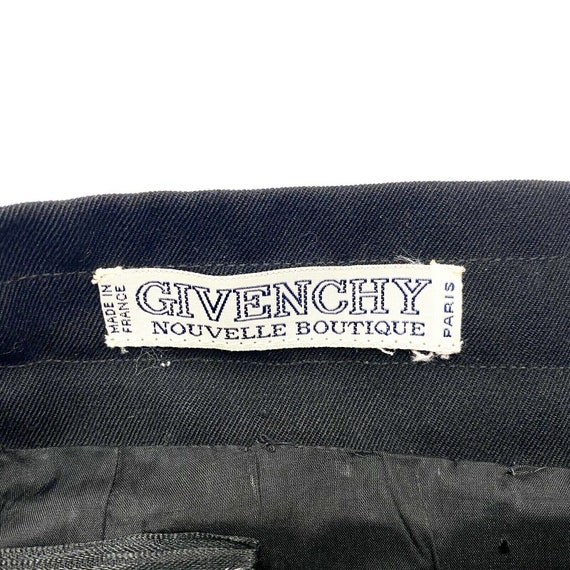 MADE IN
FRANCE
GIVENCHY
NOUVELLE BOUTIQUE
PARIS